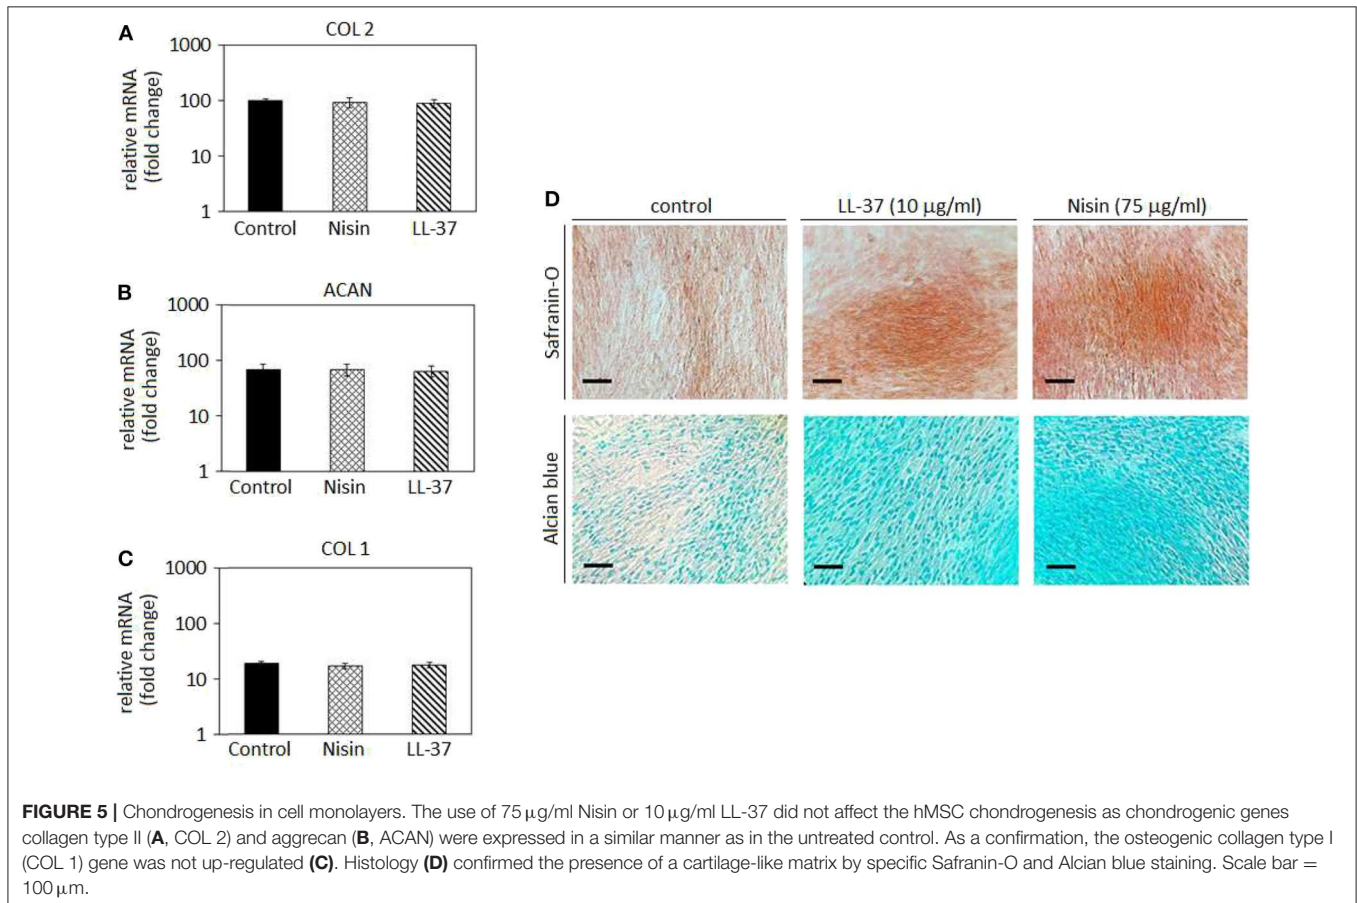 A
COL 2
relative mRNA
(fold change)
1000
100
10
1
Control Nisin LL-37
B
ACAN
relative mRNA
(fold change)
1000
100
10
1
Control Nisin LL-37
C
COL 1
relative mRNA
(fold change)
1000
100
10
1
Control Nisin LL-37
D
control LL-37 (10 µg/ml) Nisin (75 µg/ml)
Safranin-O
Alcian blue
FIGURE 5 | Chondrogenesis in cell monolayers. The use of 75 µg/ml Nisin or 10 µg/ml LL-37 did not affect the hMSC chondrogenesis as chondrogenic genes
collagen type II (A, COL 2) and aggrecan (B, ACAN) were expressed in a similar manner as in the untreated control. As a confirmation, the osteogenic collagen type I
(COL 1) gene was not up-regulated (C). Histology (D) confirmed the presence of a cartilage-like matrix by specific Safranin-O and Alcian blue staining. Scale bar =
100 µm.